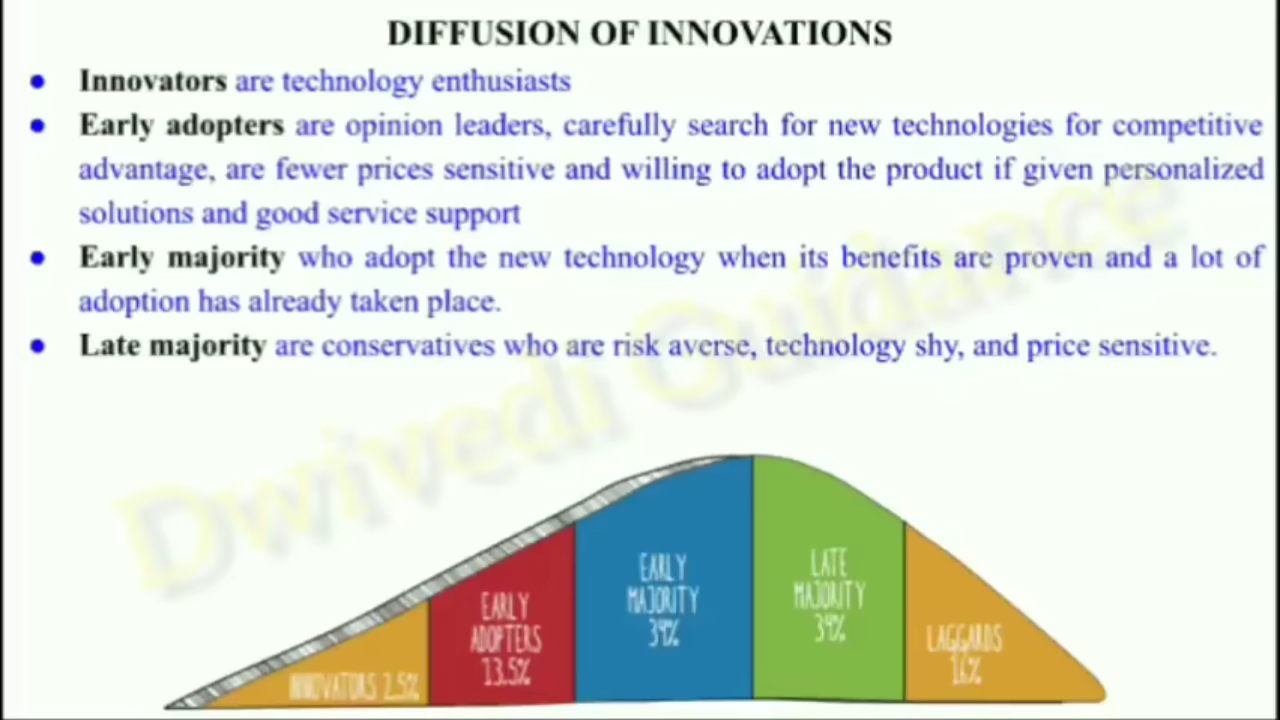 DIFFUSION OF INNOVATIONS
• Innovators are technology enthusiasts
• Early adopters are opinion leaders, carefully search for new technologies for competitive
advantage, are fewer prices sensitive and willing to adopt the product if given personalized
solutions and good service support
• Early majority who adopt the new technology when its benefits are proven and a lot of
adoption has already taken place.
• Late majority are conservatives who are risk averse, technology shy, and price sensitive.
Dwivedi Guidance
INNOVATORS 2.5%
EARLY
ADOPTERS
13.5%
EARLY
MAJORITY
34%
LATE
MAJORITY
34%
LAGGARDS
16%